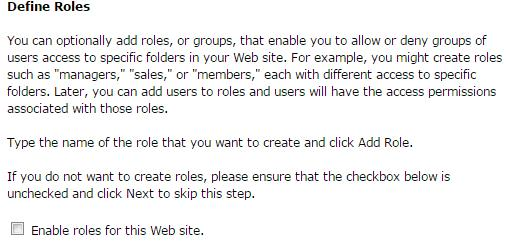 Define Roles
You can optionally add roles, or groups, that enable you to allow or deny groups of
users access to specific folders in your Web site. For example, you might create roles
such as "managers," "sales," or "members," each with different access to specific
folders. Later, you can add users to roles and users will have the access permissions
associated with those roles.
Type the name of the role that you want to create and click Add Role.
If you do not want to create roles, please ensure that the checkbox below is
unchecked and click Next to skip this step.
Enable roles for this Web site.